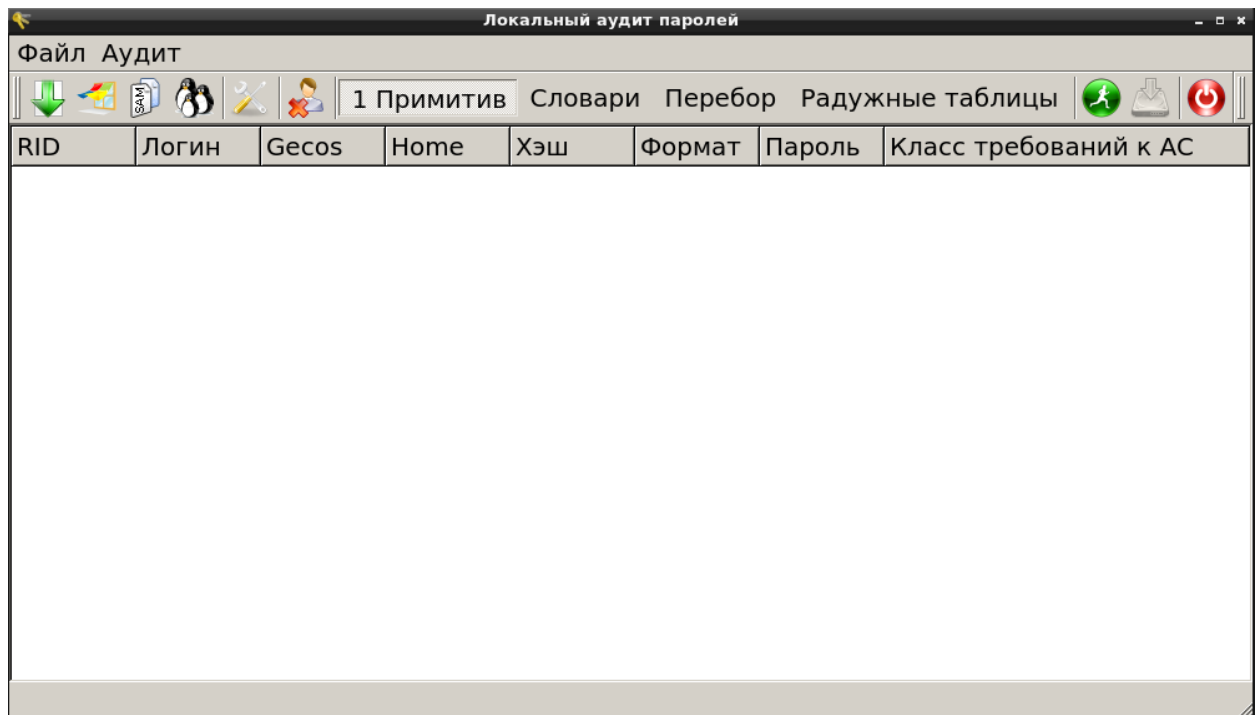 Локальный аудит паролей
Файл Аудит
SAM 1 Примитив Словари Перебор Радужные таблицы
RID Логин Gecos Home Хэш Формат Пароль Класс требований к АС